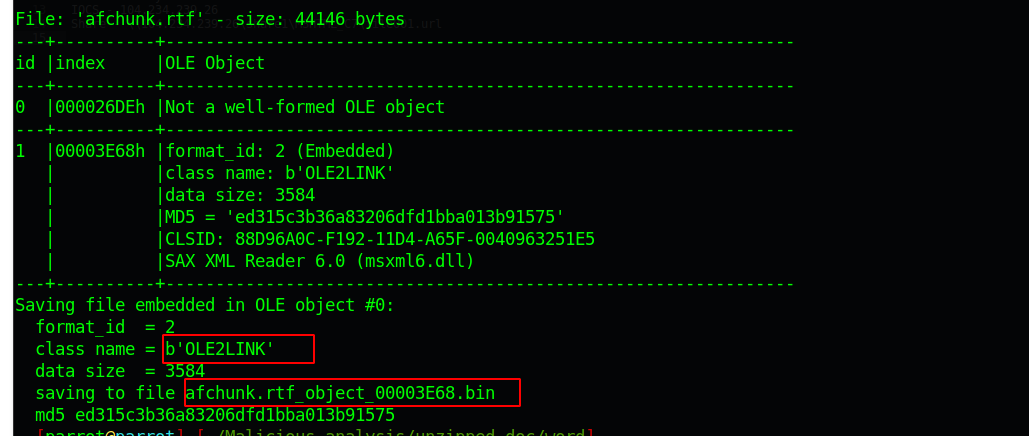 File: 'afchunk.rtf' - size: 44146 bytes
---+----------+---------------------------------------------------------------
id |index     |OLE Object
---+----------+---------------------------------------------------------------
0  |000026DEh |Not a well-formed OLE object
---+----------+---------------------------------------------------------------
1  |00003E68h |format_id: 2 (Embedded)
   |          |class name: b'OLE2LINK'
   |          |data size: 3584
   |          |MD5 = 'ed315c3b36a83206dfd1bba013b91575'
   |          |CLSID: 88D96A0C-F192-11D4-A65F-0040963251E5
   |          |SAX XML Reader 6.0 (msxml6.dll)
---+----------+---------------------------------------------------------------
Saving file embedded in OLE object #0:
  format_id  = 2
  class name = b'OLE2LINK'
  data size  = 3584
  saving to file afchunk.rtf_object_00003E68.bin
  md5 ed315c3b36a83206dfd1bba013b91575
[parrot@parrot]